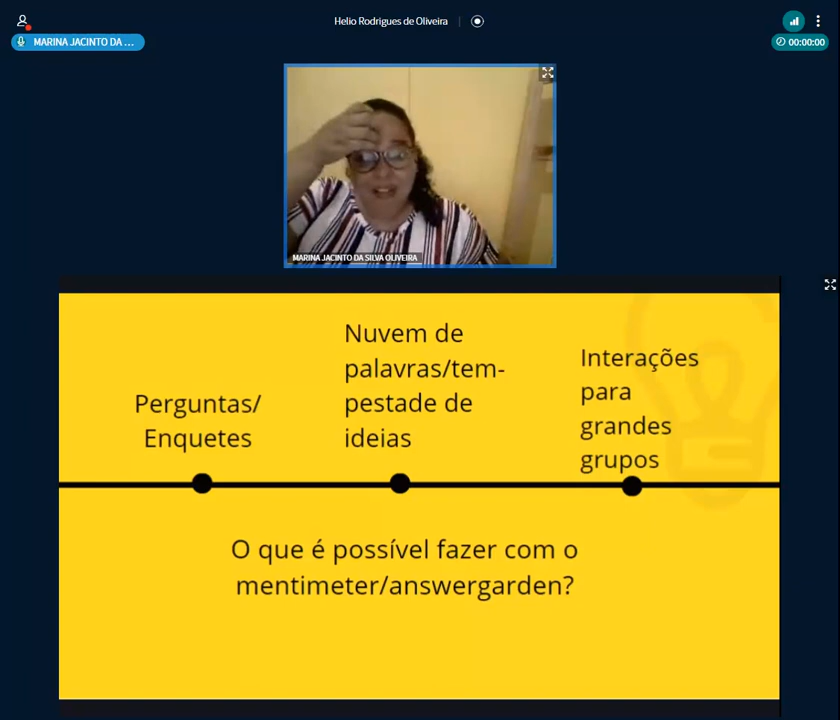 Helio Rodrigues de Oliveira
MARINA JACINTO DA ...
00:00:00
MARINA JACINTO DA SILVA OLIVEIRA
Perguntas/
Enquetes
Nuvem de
palavras/tem-
pestade de
ideias
Interações
para
grandes
grupos
O que é possível fazer com o
mentimeter/answergarden?